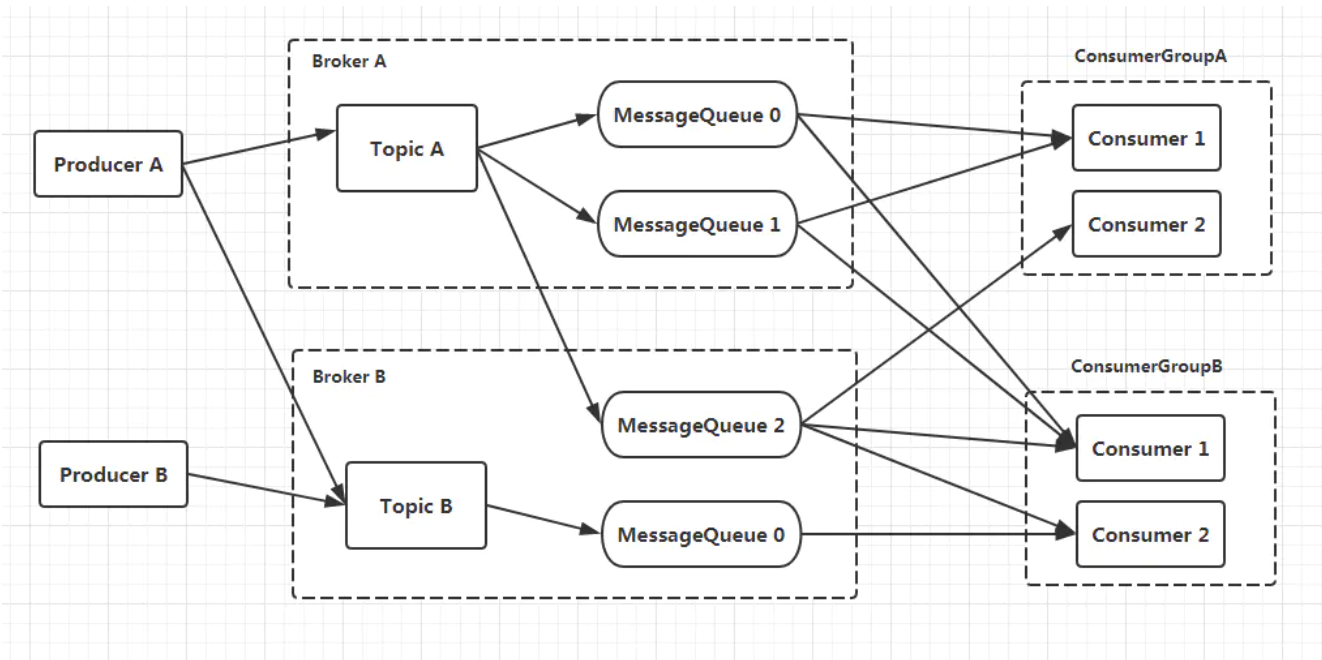 Broker A
Producer A
Topic A
MessageQueue 0
MessageQueue 1
ConsumerGroupA
Consumer 1
Consumer 2
Broker B
Producer B
Topic B
MessageQueue 2
MessageQueue 0
ConsumerGroupB
Consumer 1
Consumer 2